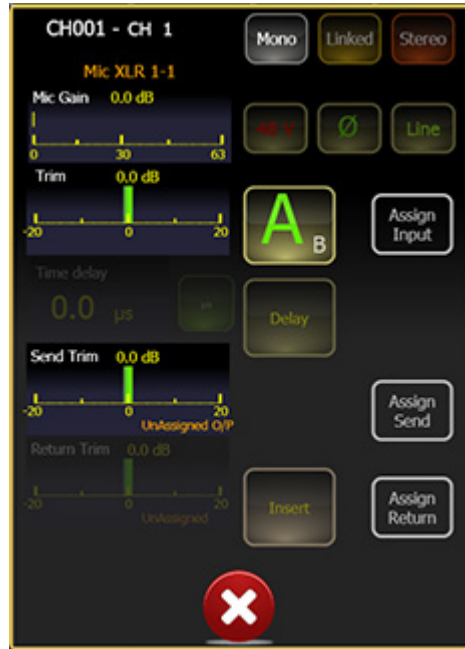 CH001 - CH 1
Mono
Linked
Stereo
Mic XLR 1-1
Mic Gain 0.0 dB
0 30 63
Ø
Line
Trim 0.0 dB
-20 0 20
A
B
Assign
Input
Time delay
0.0 µs
Delay
Send Trim 0.0 dB
-20 0 20
UnAssigned O/P
Assign
Send
Return Trim 0.0 dB
-20 0 20
UnAssigned
Insert
Assign
Return